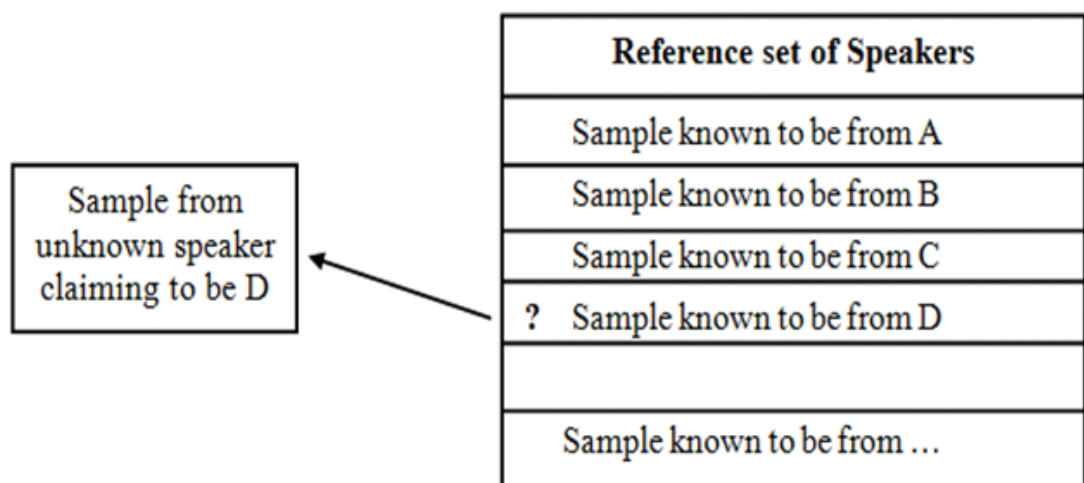 Reference set of Speakers
Sample known to be from A
Sample known to be from B
Sample known to be from C
? Sample known to be from D
Sample known to be from ...
Sample from
unknown speaker
claiming to be D